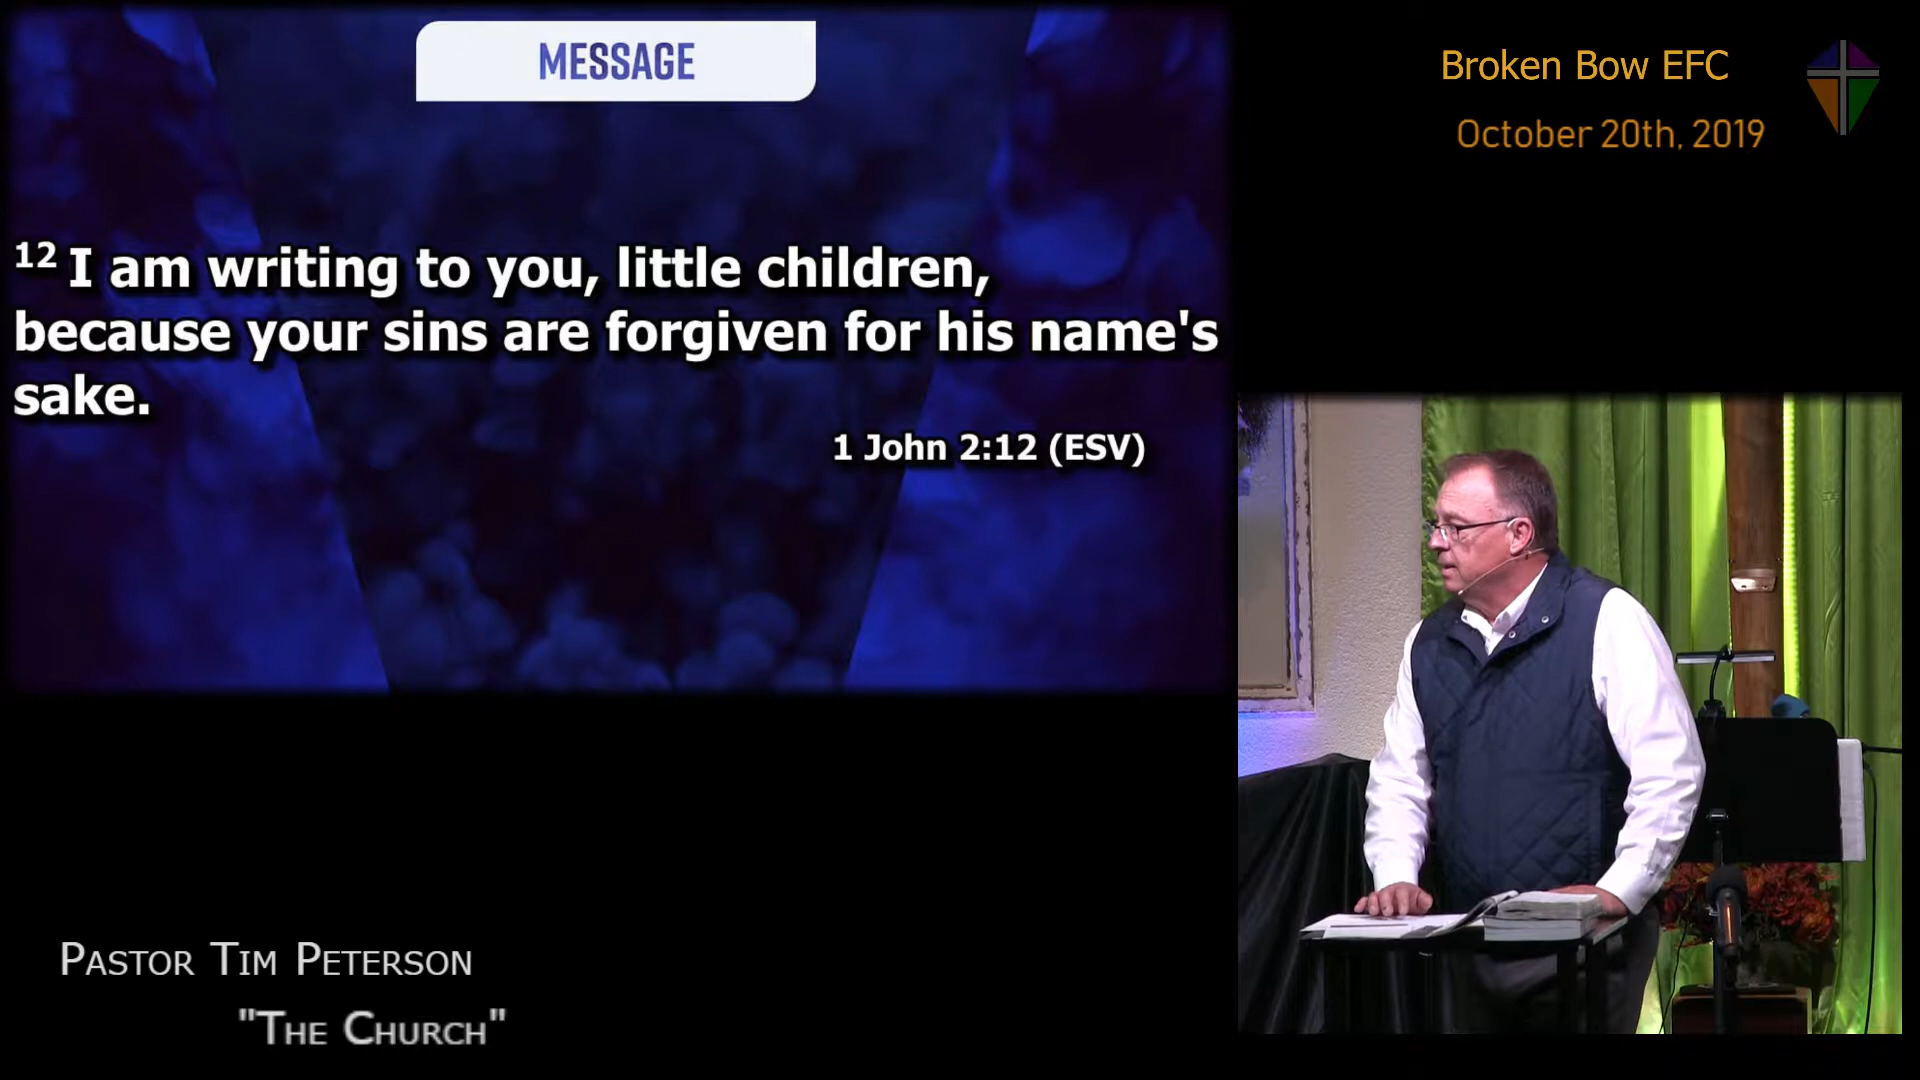 MESSAGE
Broken Bow EFC
October 20th, 2019
12 I am writing to you, little children,
because your sins are forgiven for his name's
sake.
1 John 2:12 (ESV)
PASTOR TIM PETERSON
"THE CHURCH"